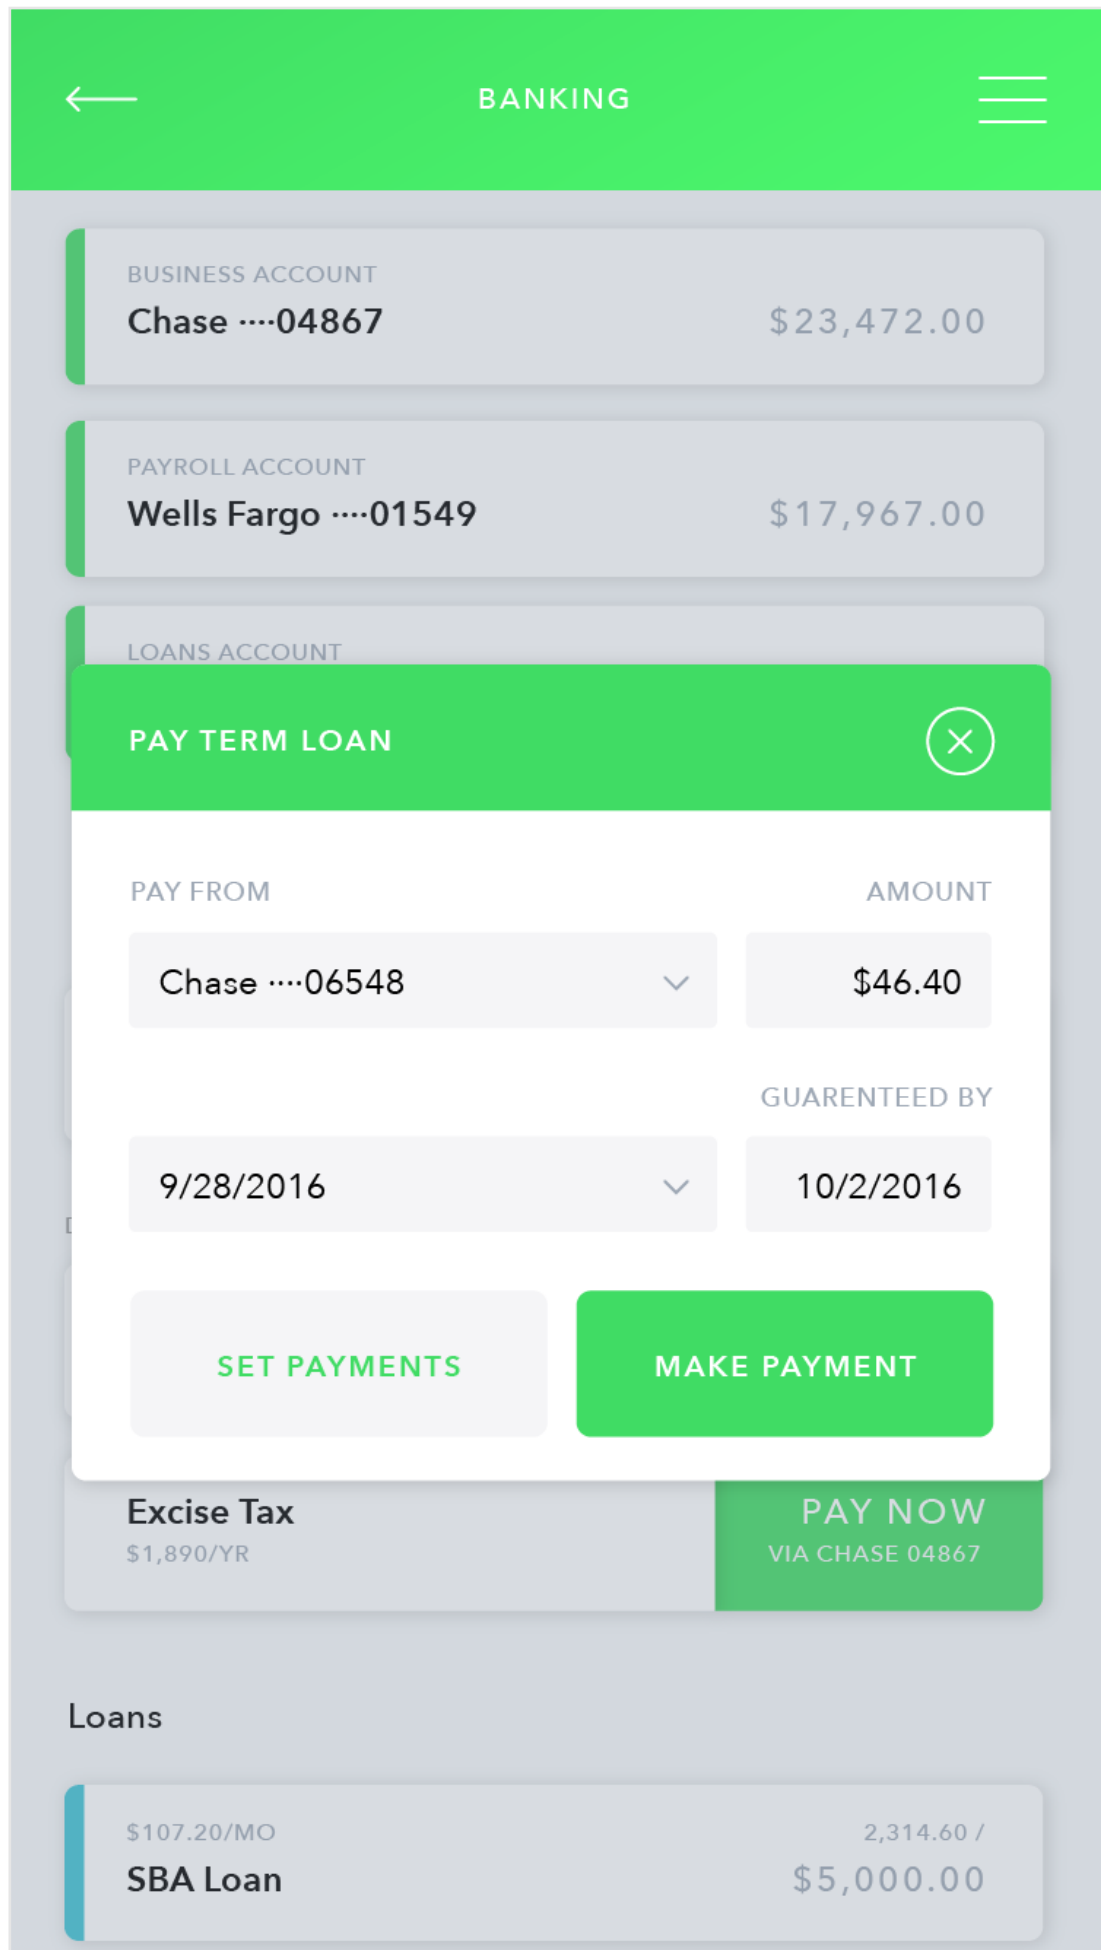 BANKING
BUSINESS ACCOUNT
Chase ····04867 $23,472.00
PAYROLL ACCOUNT
Wells Fargo ····01549 $17,967.00
LOANS ACCOUNT
PAY TERM LOAN
PAY FROM AMOUNT
Chase ····06548 $46.40
GUARENTEED BY
9/28/2016 10/2/2016
SET PAYMENTS MAKE PAYMENT
Excise Tax PAY NOW
$1,890/YR VIA CHASE 04867
Loans
$107.20/MO 2,314.60 /
SBA Loan $5,000.00